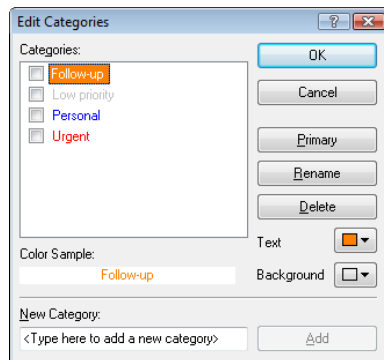 Edit Categories
?
Categories:
Follow-up
Low priority
Personal
Urgent
OK
Cancel
Primary
Rename
Delete
Text
Color Sample:
Follow-up
Background
New Category:
<Type here to add a new category>
Add